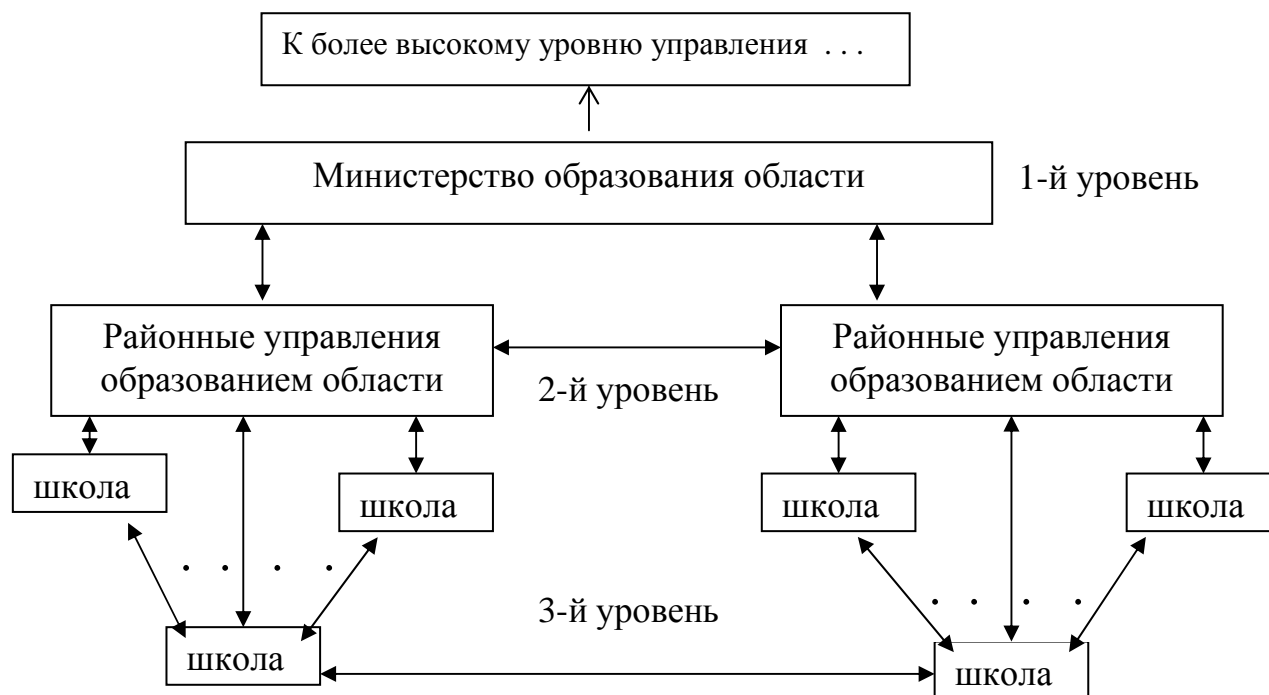 К более высокому уровню управления . . .
Министерство образования области
1-й уровень
Районные управления
образованием области
Районные управления
образованием области
2-й уровень
школа
школа
школа
школа
. . . .
. . . .
3-й уровень
школа
школа